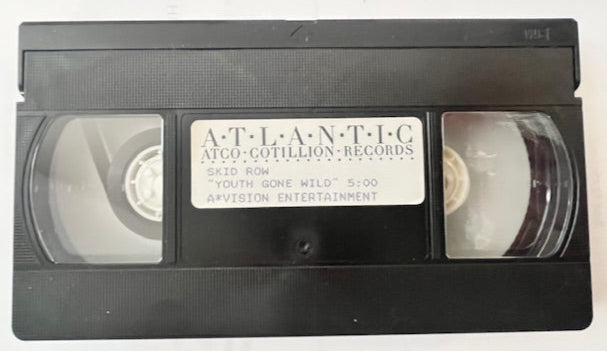 A·T·L·A·N·T·I·C
ATCO·COTILLION·RECORDS
SKID ROW
"YOUTH GONE WILD" 5:00
A*VISION ENTERTAINMENT